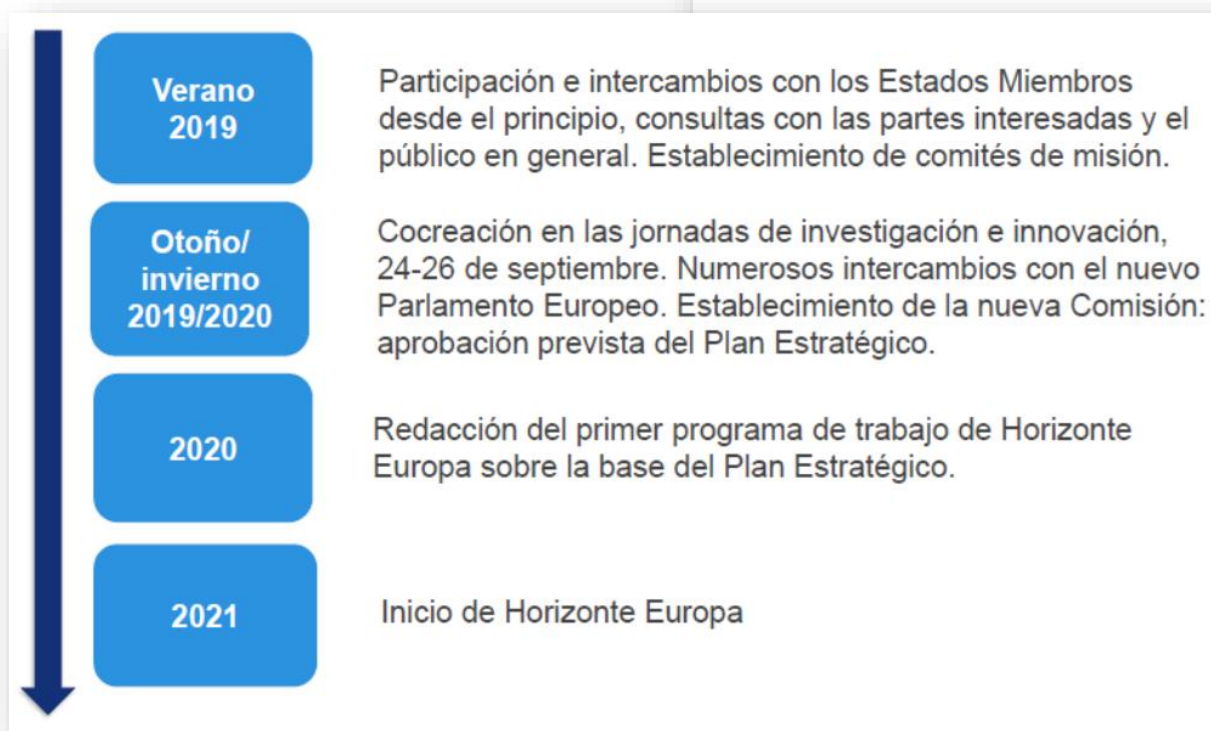 Verano
2019
Participación e intercambios con los Estados Miembros
desde el principio, consultas con las partes interesadas y el
público en general. Establecimiento de comités de misión.
Otoño/
invierno
2019/2020
Cocreación en las jornadas de investigación e innovación,
24-26 de septiembre. Numerosos intercambios con el nuevo
Parlamento Europeo. Establecimiento de la nueva Comisión:
aprobación prevista del Plan Estratégico.
2020
Redacción del primer programa de trabajo de Horizonte
Europa sobre la base del Plan Estratégico.
2021
Inicio de Horizonte Europa